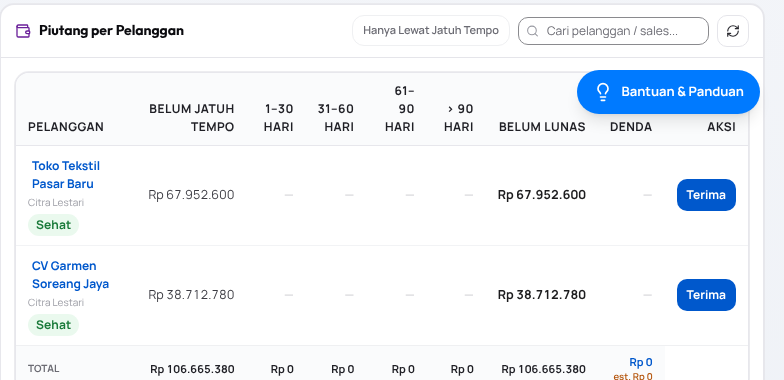 Piutang per Pelanggan
Hanya Lewat Jatuh Tempo
Cari pelanggan / sales...
Bantuan & Panduan
PELANGGAN
BELUM JATUH
TEMPO
1–30
HARI
31–60
HARI
61–
90
HARI
> 90
HARI
BELUM LUNAS
DENDA
AKSI
Toko Tekstil
Pasar Baru
Citra Lestari
Sehat
Rp 67.952.600 — — — — Rp 67.952.600 — Terima
CV Garmen
Soreang Jaya
Citra Lestari
Sehat
Rp 38.712.780 — — — — Rp 38.712.780 — Terima
TOTAL Rp 106.665.380 Rp 0 Rp 0 Rp 0 Rp 0 Rp 106.665.380 Rp 0
est. Rp 0